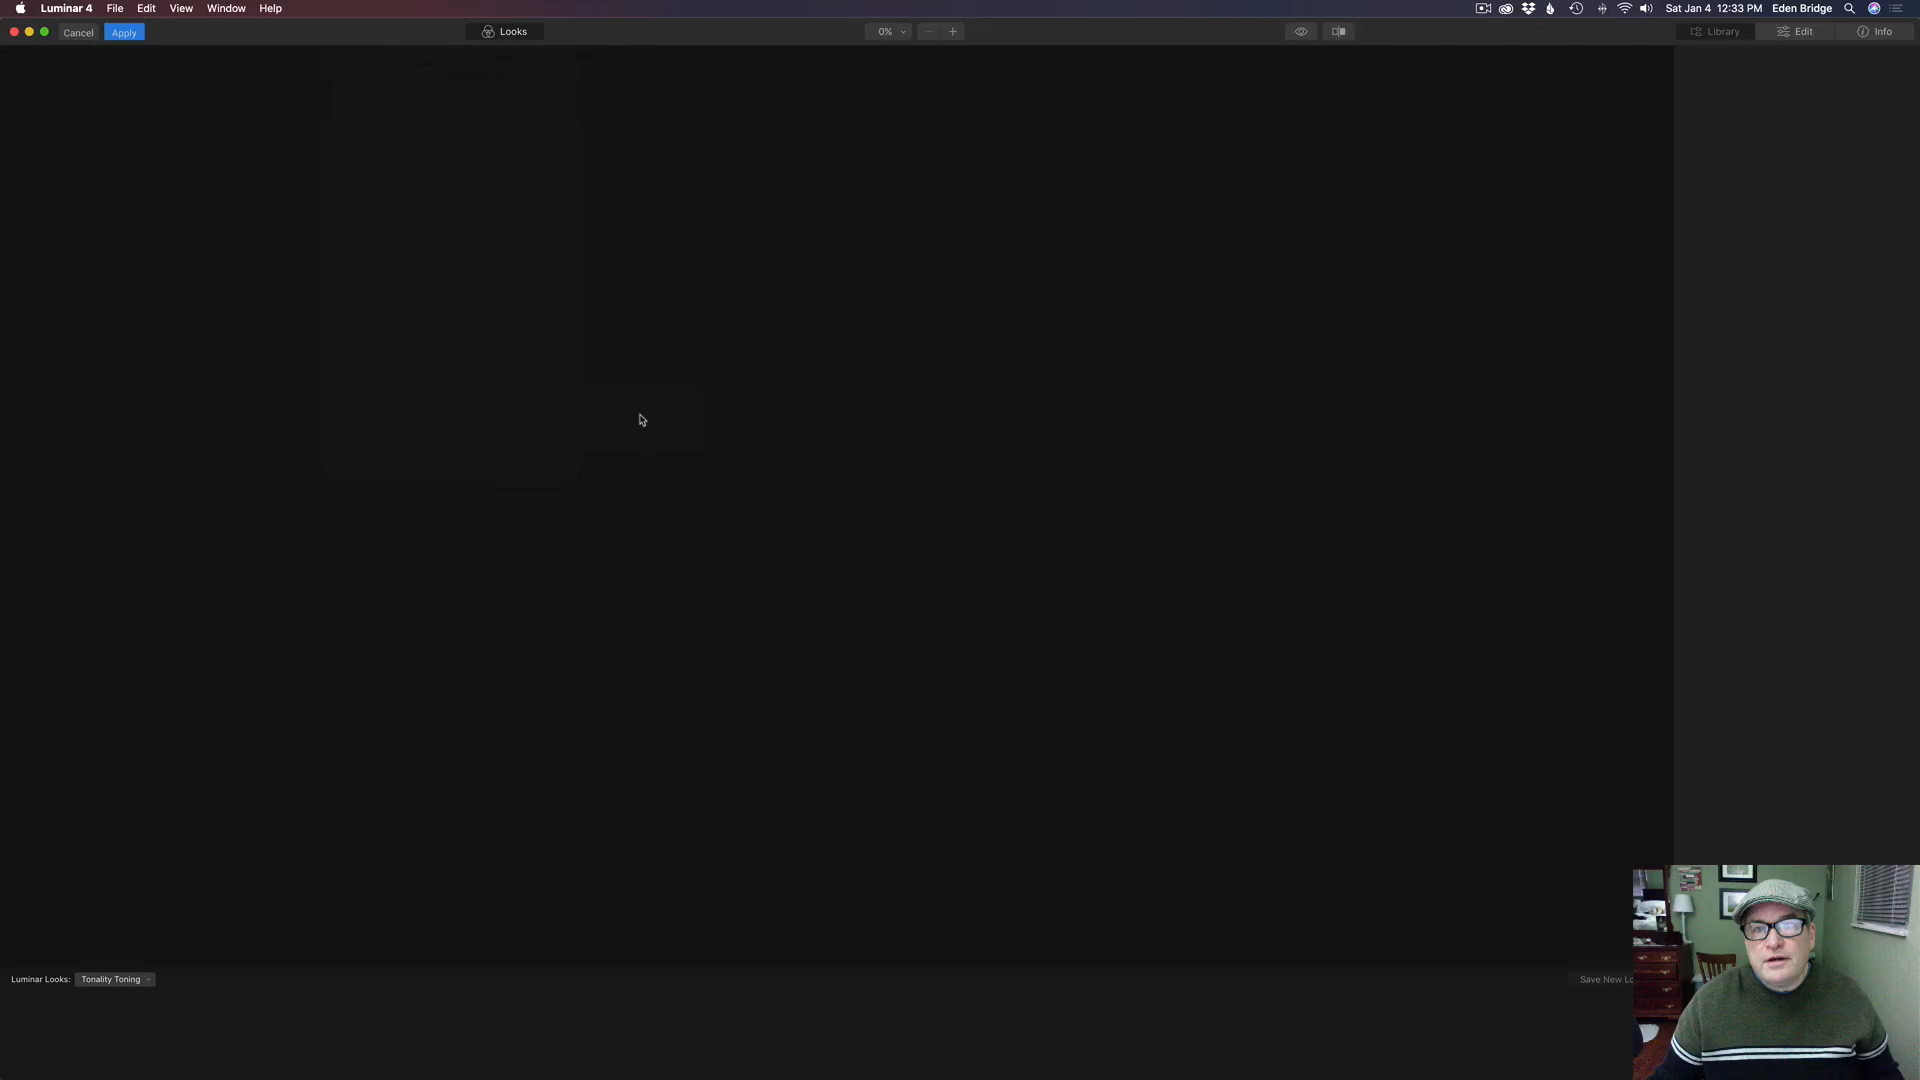 Luminar 4 File Edit View Window Help Sat Jan 4 12:33 PM Eden Bridge
Cancel Apply Looks 0% Library Edit Info
Luminar Looks: Tonality Toning Save New